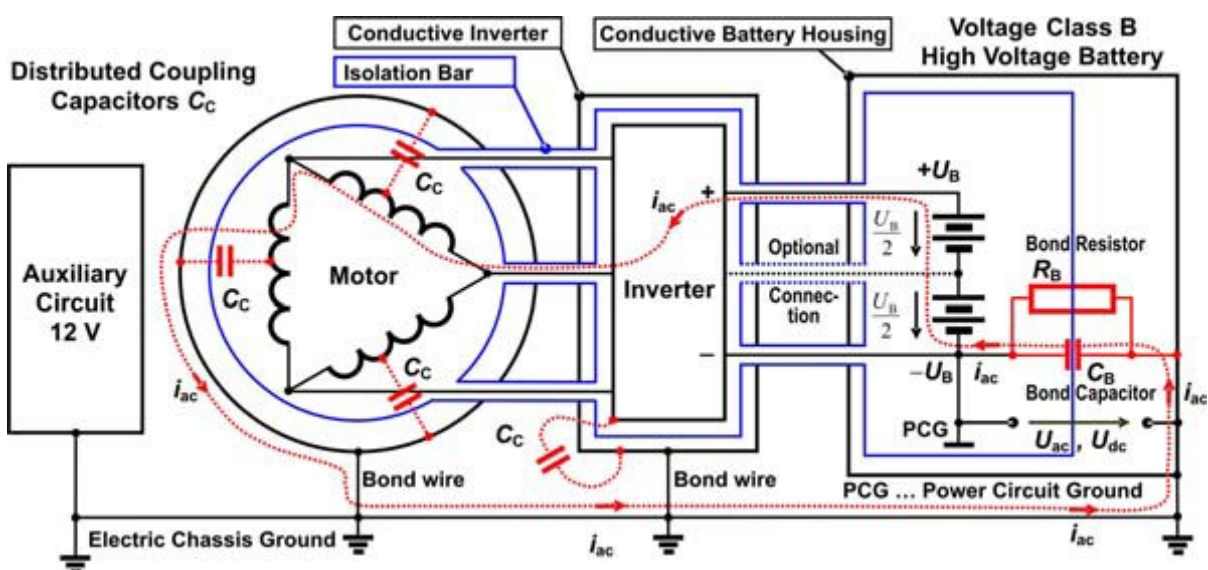 Conductive Inverter
Conductive Battery Housing
Voltage Class B
High Voltage Battery
Distributed Coupling
Capacitors CC
Isolation Bar
Auxiliary
Circuit
12 V
CC
CC
CC
CC
Motor
iac
iac
Inverter
+
−
Optional
Connec-
tion
+UB
UB
2
UB
2
−UB
Bond Resistor
RB
iac
CB
Bond Capacitor
iac
PCG
Uac , Udc
Bond wire
Bond wire
PCG ... Power Circuit Ground
Electric Chassis Ground
iac
iac